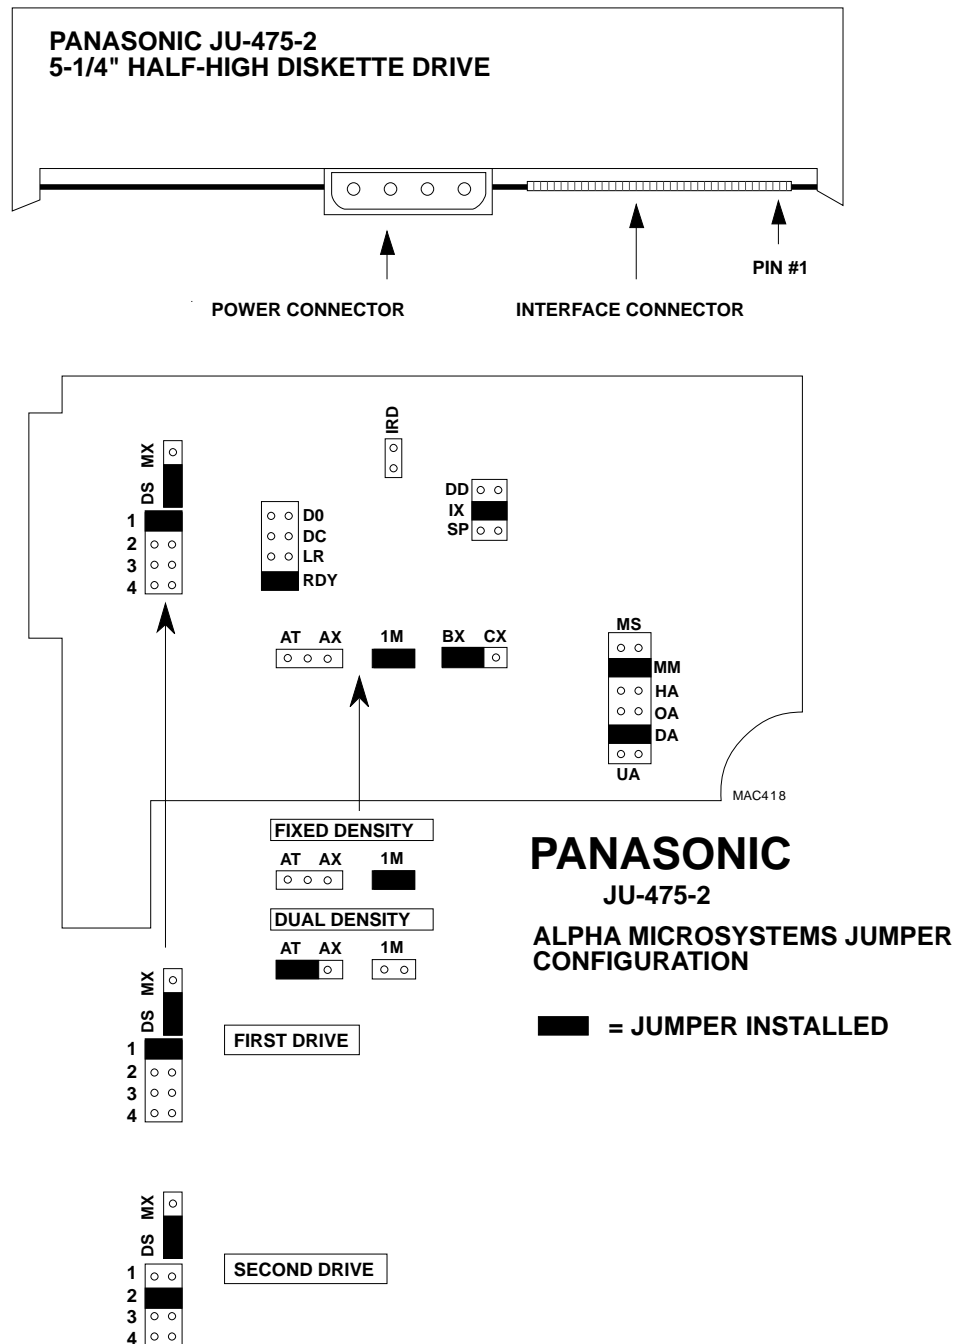 PANASONIC JU-475-2
5-1/4" HALF-HIGH DISKETTE DRIVE
PIN #1
POWER CONNECTOR
INTERFACE CONNECTOR
IRD
MX
DS
1
2
3
4
D0
DC
LR
RDY
DD
IX
SP
AT AX 1M BX CX
MS
MM
HA
OA
DA
UA
MAC418
FIXED DENSITY
AT AX 1M
DUAL DENSITY
AT AX 1M
PANASONIC
JU-475-2
ALPHA MICROSYSTEMS JUMPER
CONFIGURATION
= JUMPER INSTALLED
MX
DS
1
2
3
4
FIRST DRIVE
MX
DS
1
2
3
4
SECOND DRIVE